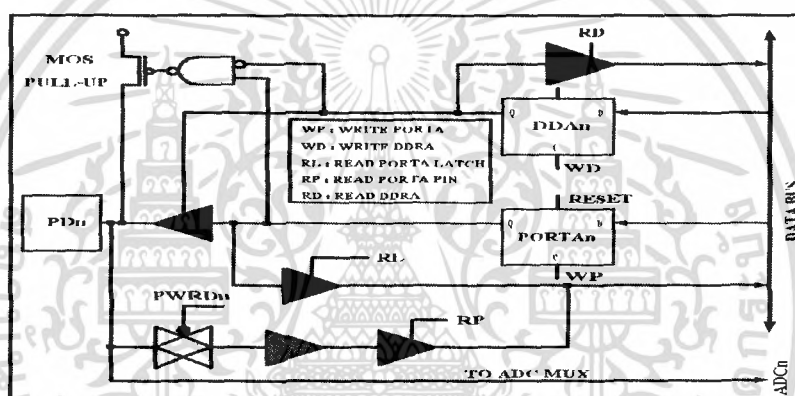 MOS
PULL-UP
RD
Q
D
DDAn
C
WD
WP : WRITE PORTA
WD : WRITE DDRA
RL : READ PORTA LATCH
RP : READ PORTA PIN
RD : READ DDRA
PDn
RESET
Q
D
PORTAn
C
WP
RL
PWRDn
RP
TO ADC MUX
DATA BUS
ADCn